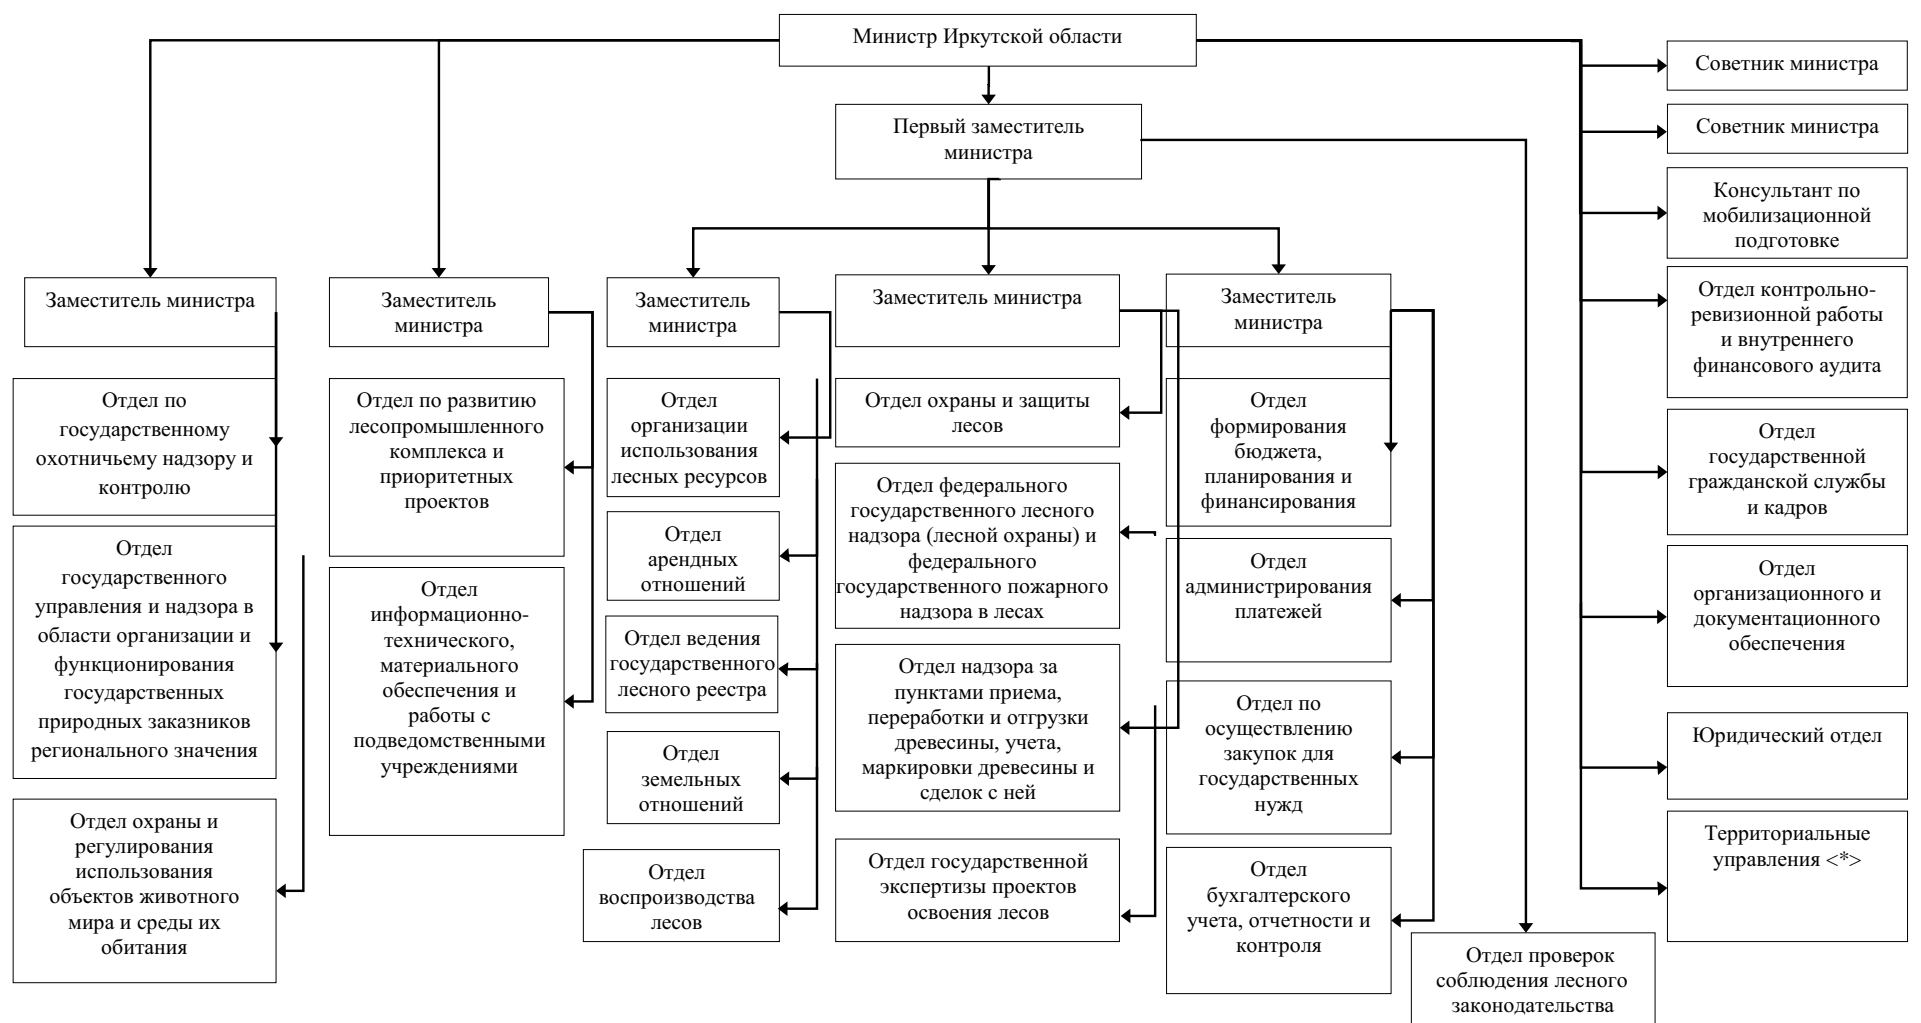 Министр Иркутской области
Первый заместитель
министра
Заместитель министра
Отдел по
государственному
охотничьему надзору и
контролю
Отдел
государственного
управления и надзора в
области организации и
функционирования
государственных
природных заказников
регионального значения
Отдел охраны и
регулирования
использования
объектов животного
мира и среды их
обитания
Заместитель
министра
Отдел по развитию
лесопромышленного
комплекса и
приоритетных
проектов
Отдел
информационно-
технического,
материального
обеспечения и
работы с
подведомственными
учреждениями
Заместитель
министра
Отдел
организации
использования
лесных ресурсов
Отдел
арендных
отношений
Отдел ведения
государственного
лесного реестра
Отдел
земельных
отношений
Отдел
воспроизводства
лесов
Заместитель министра
Отдел охраны и защиты
лесов
Отдел федерального
государственного лесного
надзора (лесной охраны) и
федерального
государственного пожарного
надзора в лесах
Отдел надзора за
пунктами приема,
переработки и отгрузки
древесины, учета,
маркировки древесины и
сделок с ней
Отдел государственной
экспертизы проектов
освоения лесов
Заместитель
министра
Отдел
формирования
бюджета,
планирования и
финансирования
Отдел
администрирования
платежей
Отдел по
осуществлению
закупок для
государственных
нужд
Отдел
бухгалтерского
учета, отчетности и
контроля
Отдел проверок
соблюдения лесного
законодательства
Советник министра
Советник министра
Консультант по
мобилизационной
подготовке
Отдел контрольно-
ревизионной работы
и внутреннего
финансового аудита
Отдел
государственной
гражданской службы
и кадров
Отдел
организационного и
документационного
обеспечения
Юридический отдел
Территориальные
управления <*>